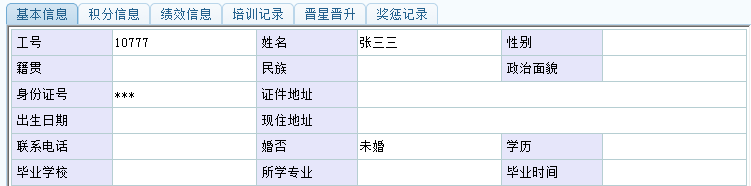 基本信息 积分信息 绩效信息 培训记录 晋星晋升 奖惩记录
工号 10777 姓名 张三三 性别
籍贯 民族 政治面貌
身份证号 *** 证件地址
出生日期 现住地址
联系电话 婚否 未婚 学历
毕业学校 所学专业 毕业时间